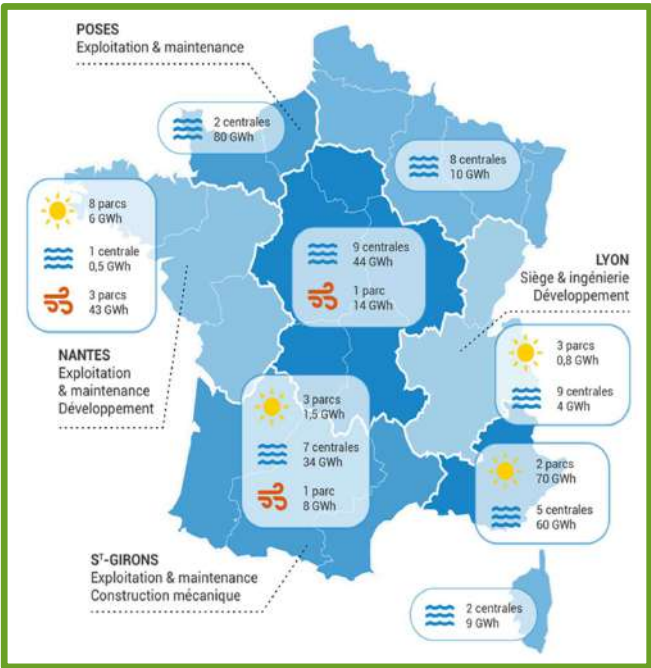 POSES
Exploitation & maintenance
2 centrales
80 GWh
8 centrales
10 GWh
8 parcs
6 GWh
1 centrale
0,5 GWh
3 parcs
43 GWh
9 centrales
44 GWh
1 parc
14 GWh
LYON
Siège & ingénierie
Développement
3 parcs
0,8 GWh
9 centrales
4 GWh
NANTES
Exploitation
& maintenance
Développement
3 parcs
1,5 GWh
7 centrales
34 GWh
1 parc
8 GWh
2 parcs
70 GWh
5 centrales
60 GWh
Sᵀ-GIRONS
Exploitation & maintenance
Construction mécanique
2 centrales
9 GWh